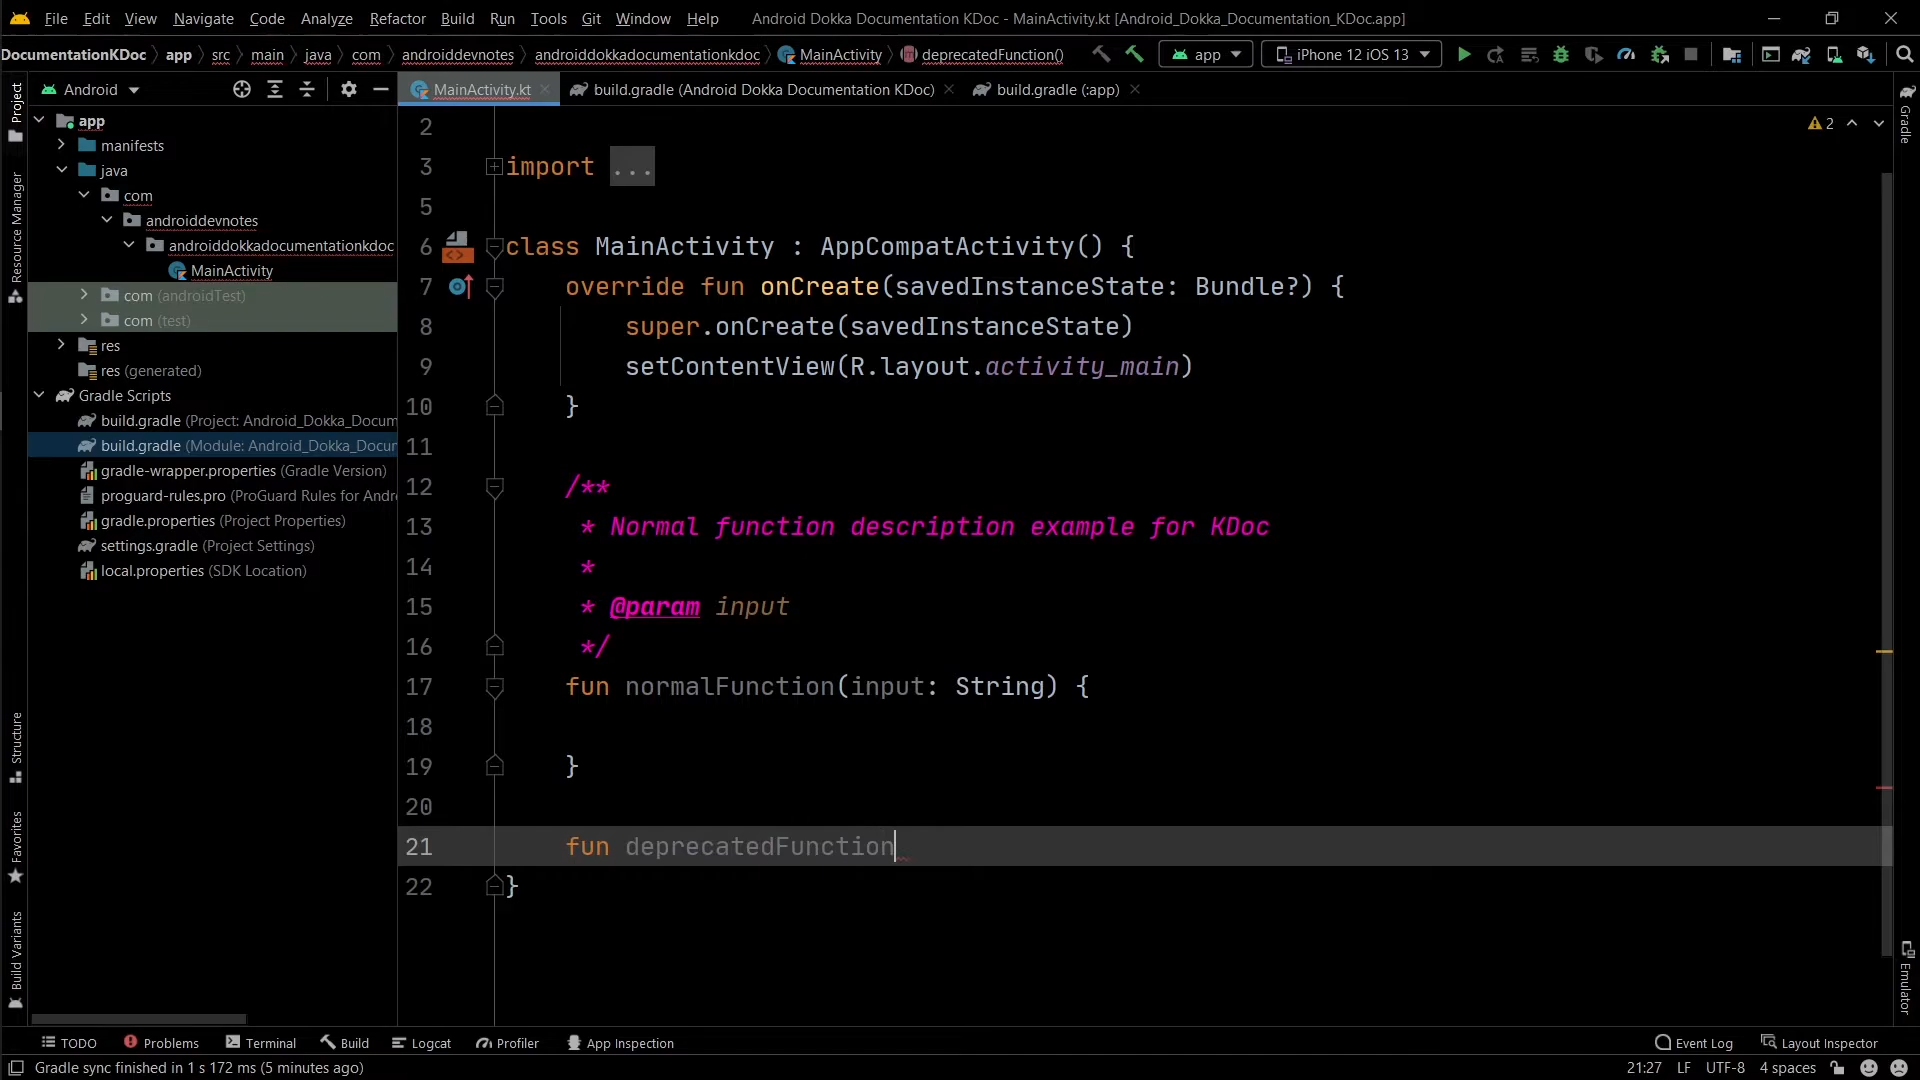 File Edit View Navigate Code Analyze Refactor Build Run Tools Git Window Help Android Dokka Documentation KDoc - MainActivity.kt [Android_Dokka_Documentation_KDoc.app]
DocumentationKDoc app src main java com androiddevnotes androiddokkadocumentationkdoc MainActivity deprecatedFunction() app iPhone 12 iOS 13
Android MainActivity.kt build.gradle (Android Dokka Documentation KDoc) build.gradle (:app)
Project
Resource Manager
Structure
Favorites
Build Variants
app
manifests
java
com
androiddevnotes
androiddokkadocumentationkdoc
MainActivity
com (androidTest)
com (test)
res
res (generated)
Gradle Scripts
build.gradle (Project: Android_Dokka_Docum
build.gradle (Module: Android_Dokka_Docur
gradle-wrapper.properties (Gradle Version)
proguard-rules.pro (ProGuard Rules for Andr
gradle.properties (Project Properties)
settings.gradle (Project Settings)
local.properties (SDK Location)
2
3 import ...
5
6 class MainActivity : AppCompatActivity() {
7 override fun onCreate(savedInstanceState: Bundle?) {
8 super.onCreate(savedInstanceState)
9 setContentView(R.layout.activity_main)
10 }
11
12 /**
13 * Normal function description example for KDoc
14 *
15 * @param input
16 */
17 fun normalFunction(input: String) {
18
19 }
20
21 fun deprecatedFunction
22 }
2
Gradle
Emulator
TODO Problems Terminal Build Logcat Profiler App Inspection Event Log Layout Inspector
Gradle sync finished in 1 s 172 ms (5 minutes ago) 21:27 LF UTF-8 4 spaces